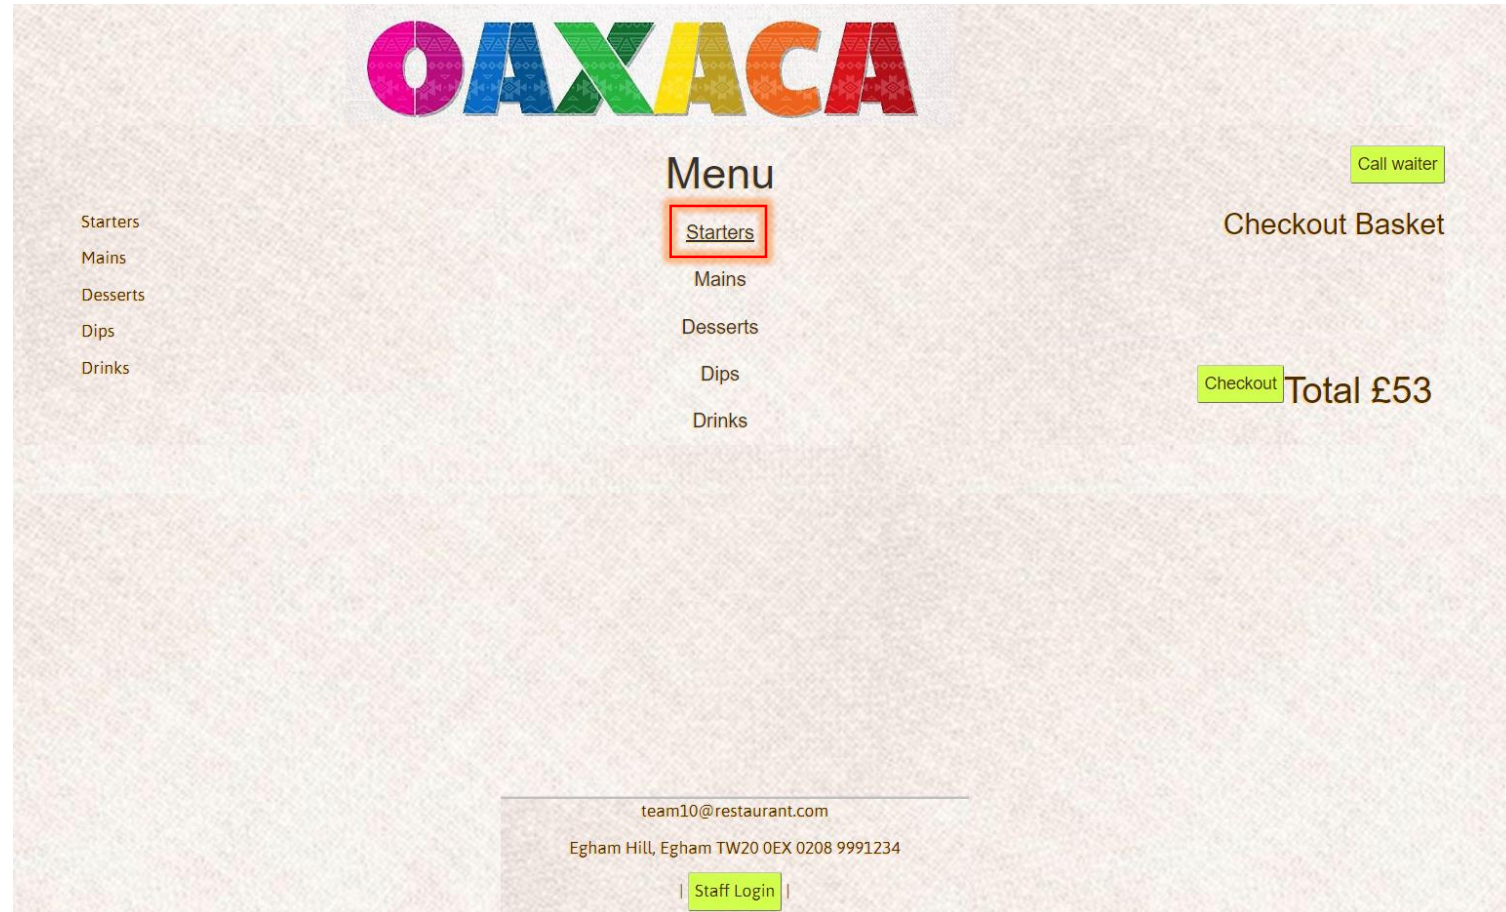 OAXACA
Menu
Call waiter
Starters
Mains
Desserts
Dips
Drinks
Starters
Mains
Desserts
Dips
Drinks
Checkout Basket
Checkout Total £53
team10@restaurant.com
Egham Hill, Egham TW20 0EX 0208 9991234
| Staff Login |